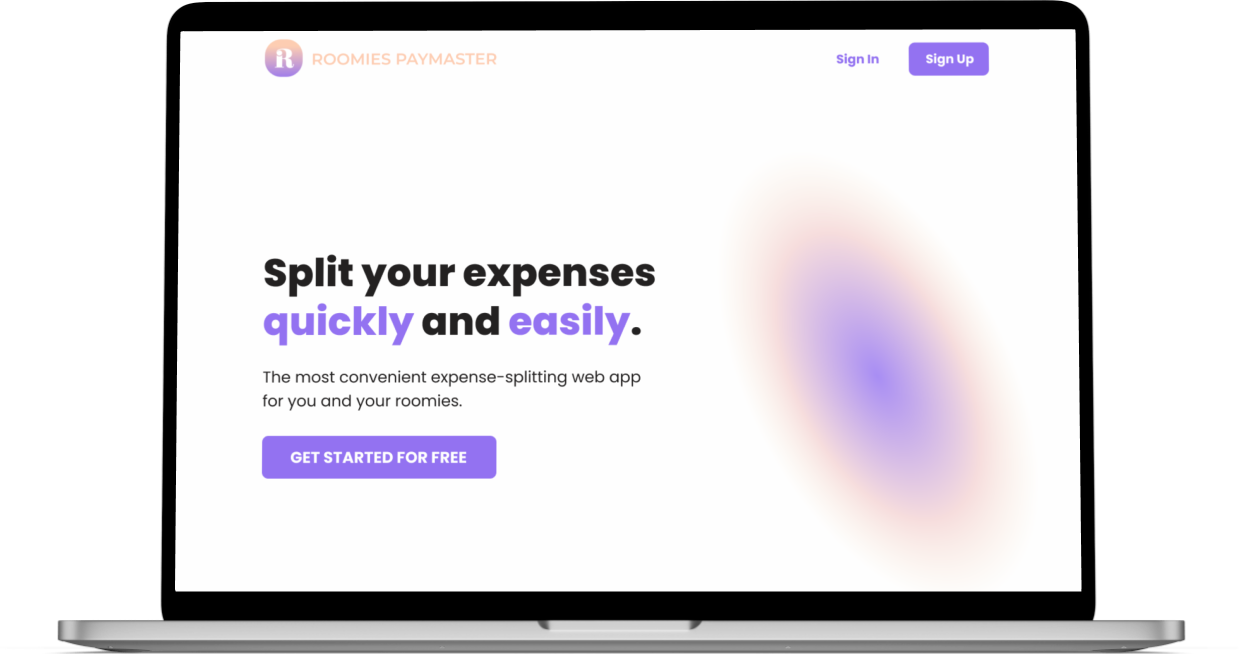 ROOMIES PAYMASTER
Sign In
Sign Up
Split your expenses
quickly and easily.
The most convenient expense-splitting web app
for you and your roomies.
GET STARTED FOR FREE